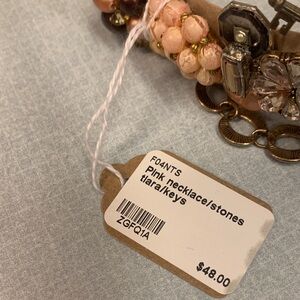 F04NTS
Pink necklace/stones
tiara/keys
ZGFQ1A
$48.00